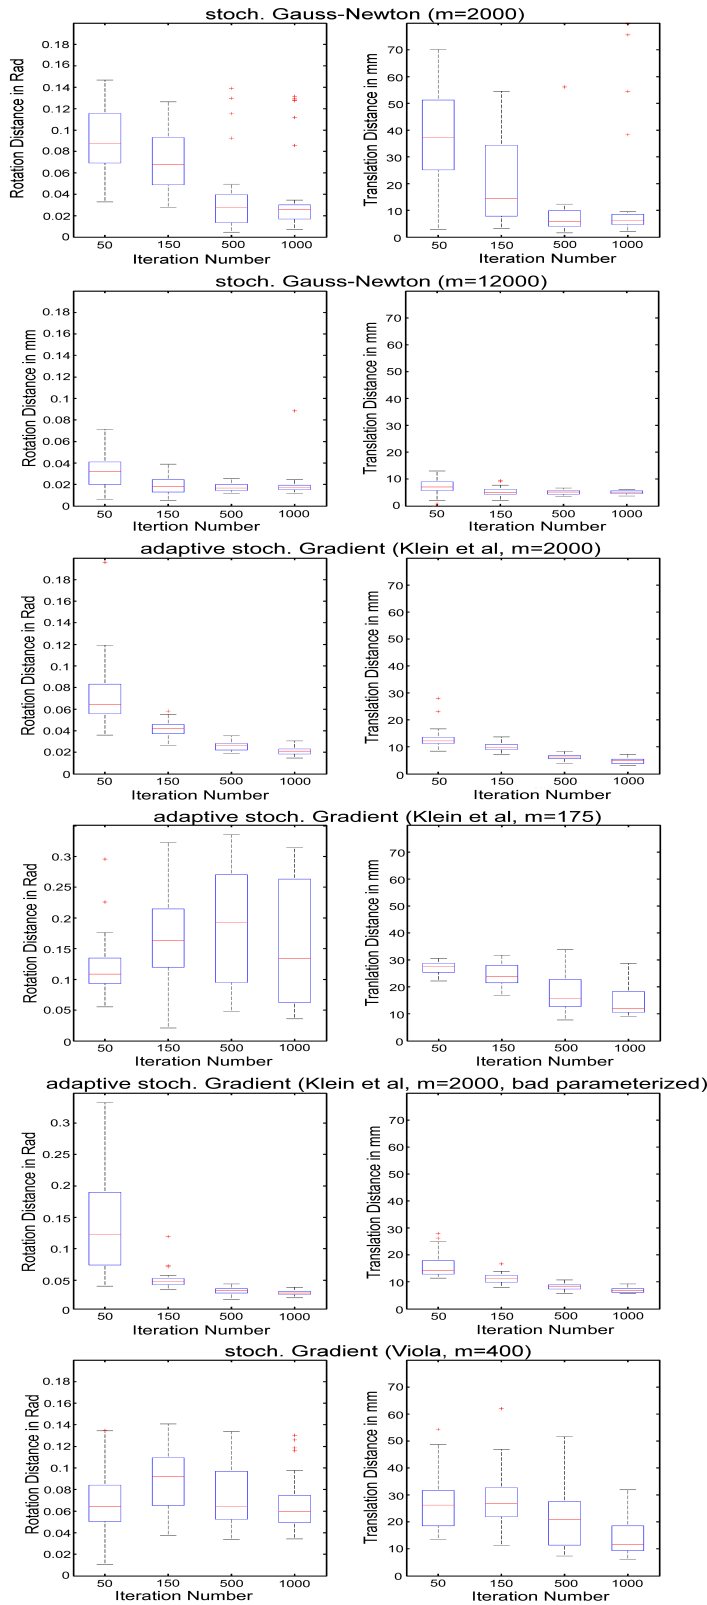 stoch. Gauss-Newton (m=2000)
Rotation Distance in Rad
0.18
0.16
0.14
0.12
0.1
0.08
0.06
0.04
0.02
0
50 150 500 1000
Iteration Number
Translation Distance in mm
70
60
50
40
30
20
10
0
50 150 500 1000
Iteration Number
stoch. Gauss-Newton (m=12000)
Rotation Distance in mm
0.18
0.16
0.14
0.12
0.1
0.08
0.06
0.04
0.02
0
50 150 500 1000
Itertion Number
Translation Distance in mm
70
60
50
40
30
20
10
0
50 150 500 1000
Iteration Number
adaptive stoch. Gradient (Klein et al, m=2000)
Rotation Distance in Rad
0.18
0.16
0.14
0.12
0.1
0.08
0.06
0.04
0.02
0
50 150 500 1000
Iteration Number
Translation Distance in mm
70
60
50
40
30
20
10
0
50 150 500 1000
Iteration Number
adaptive stoch. Gradient (Klein et al, m=175)
Rotation Distance in Rad
0.3
0.25
0.2
0.15
0.1
0.05
0
50 150 500 1000
Iteration Number
Tranlation Distance in mm
70
60
50
40
30
20
10
0
50 150 500 1000
Iteration Number
adaptive stoch. Gradient (Klein et al, m=2000, bad parameterized)
Rotation Distance in Rad
0.3
0.25
0.2
0.15
0.1
0.05
0
50 150 500 1000
Iteration Number
Translation Distance in mm
70
60
50
40
30
20
10
0
50 150 500 1000
Iteration Number
stoch. Gradient (Viola, m=400)
Rotation Distance in Rad
0.18
0.16
0.14
0.12
0.1
0.08
0.06
0.04
0.02
0
50 150 500 1000
Iteration Number
Translation Distance in mm
70
60
50
40
30
20
10
0
50 150 500 1000
Iteration Number